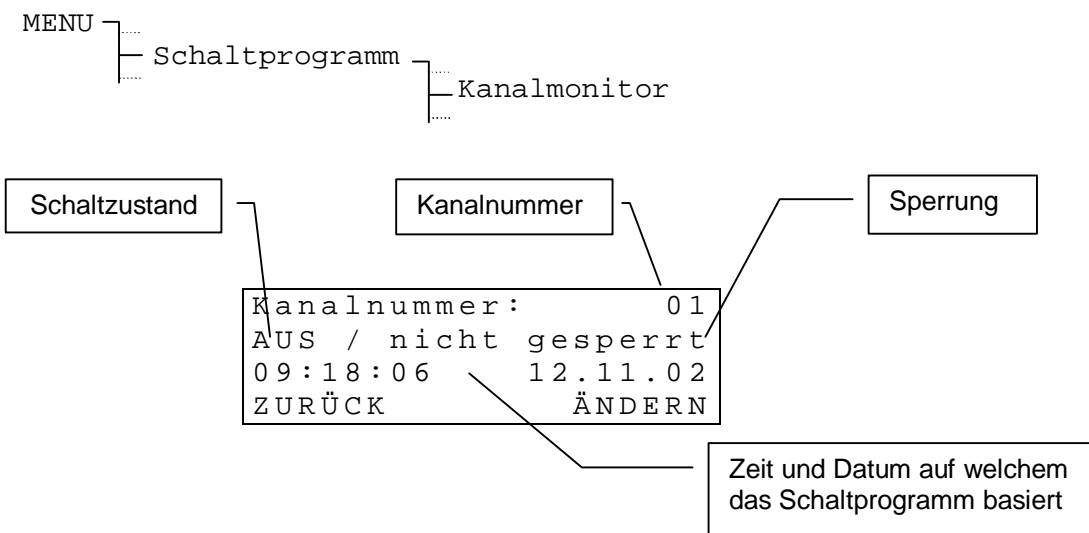 MENU
Schaltprogramm
Kanalmonitor
Schaltzustand
Kanalnummer
Sperrung
Kanalnummer: 01
AUS / nicht gesperrt
09:18:06 12.11.02
ZURÜCK ÄNDERN
Zeit und Datum auf welchem
das Schaltprogramm basiert